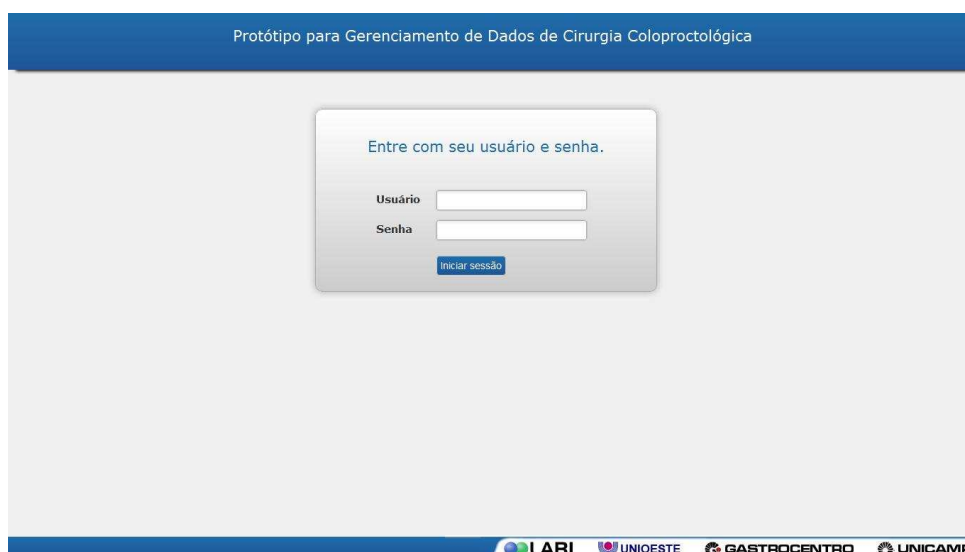 Protótipo para Gerenciamento de Dados de Cirurgia Coloproctológica
Entre com seu usuário e senha.
Usuário
Senha
Iniciar sessão
LABI UNIOESTE GASTROCENTRO UNICAMP